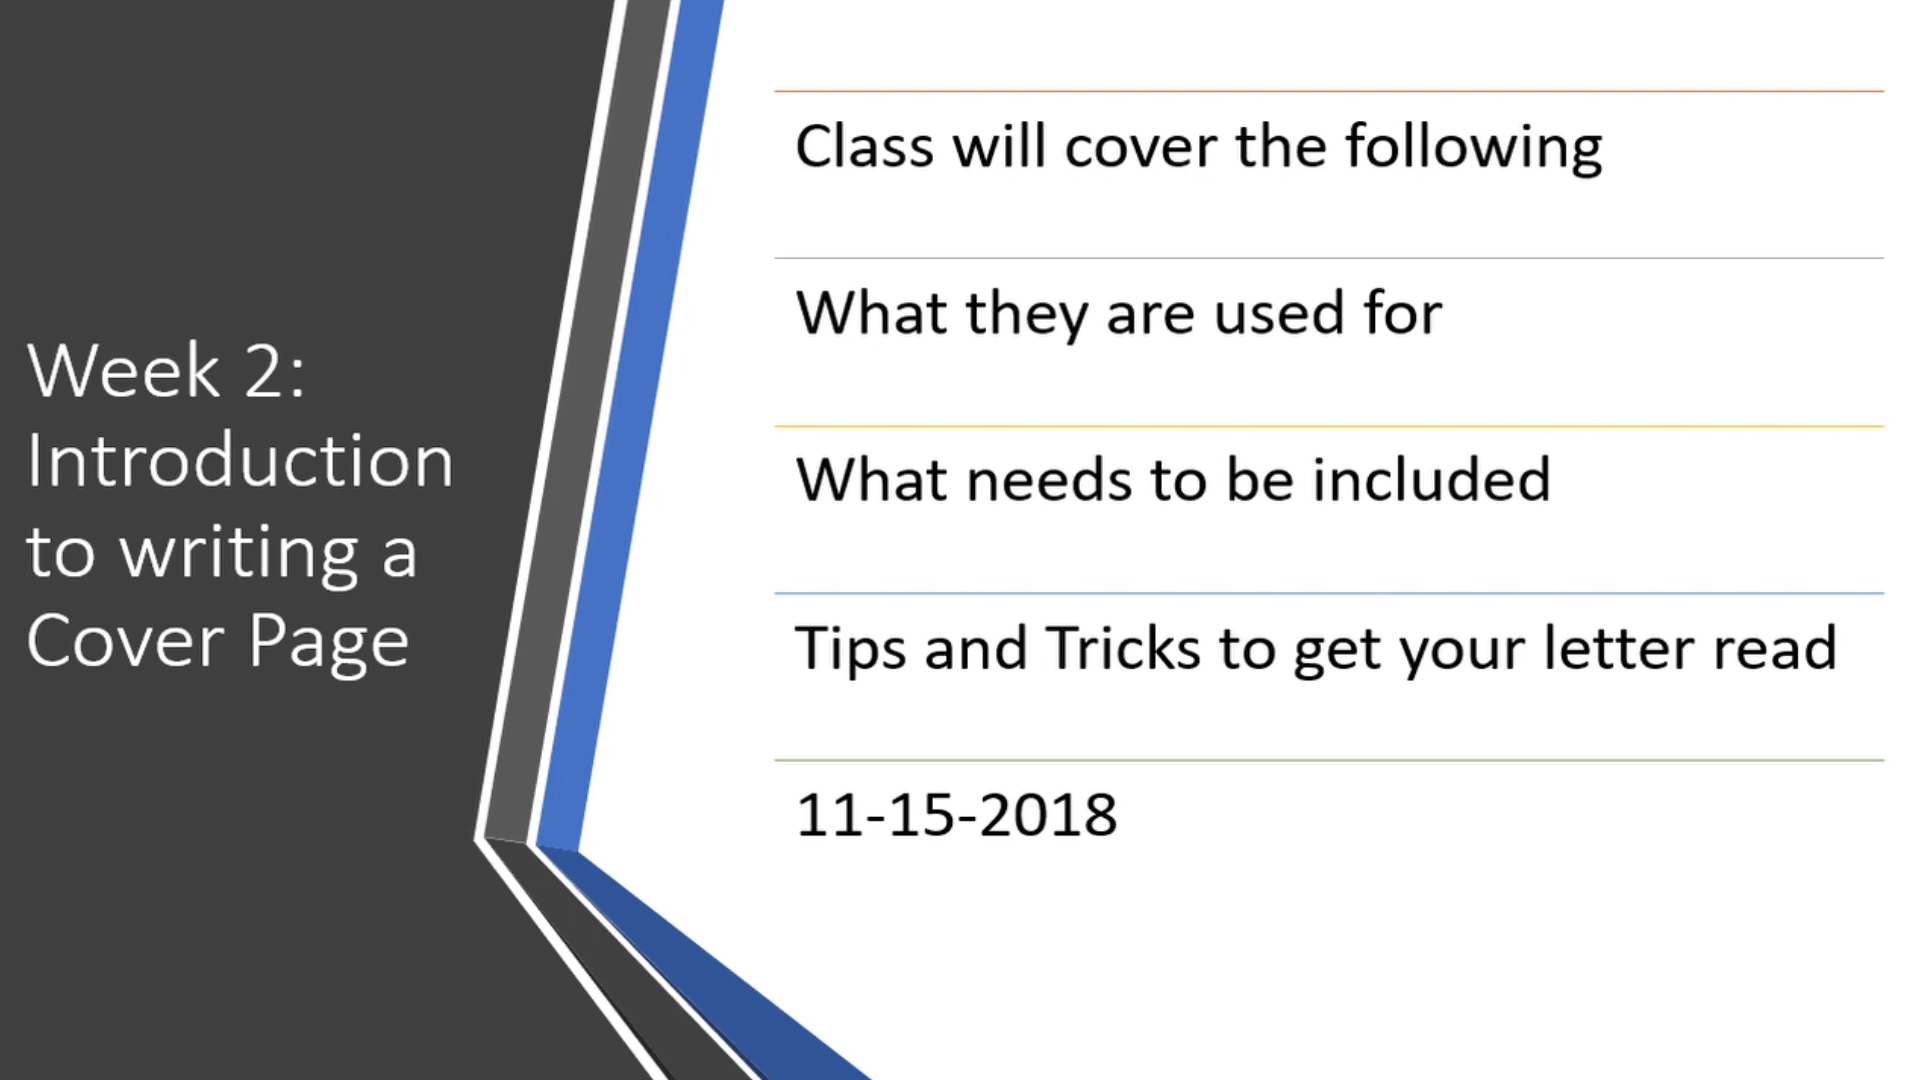 Week 2:
Introduction
to writing a
Cover Page
Class will cover the following
What they are used for
What needs to be included
Tips and Tricks to get your letter read
11-15-2018